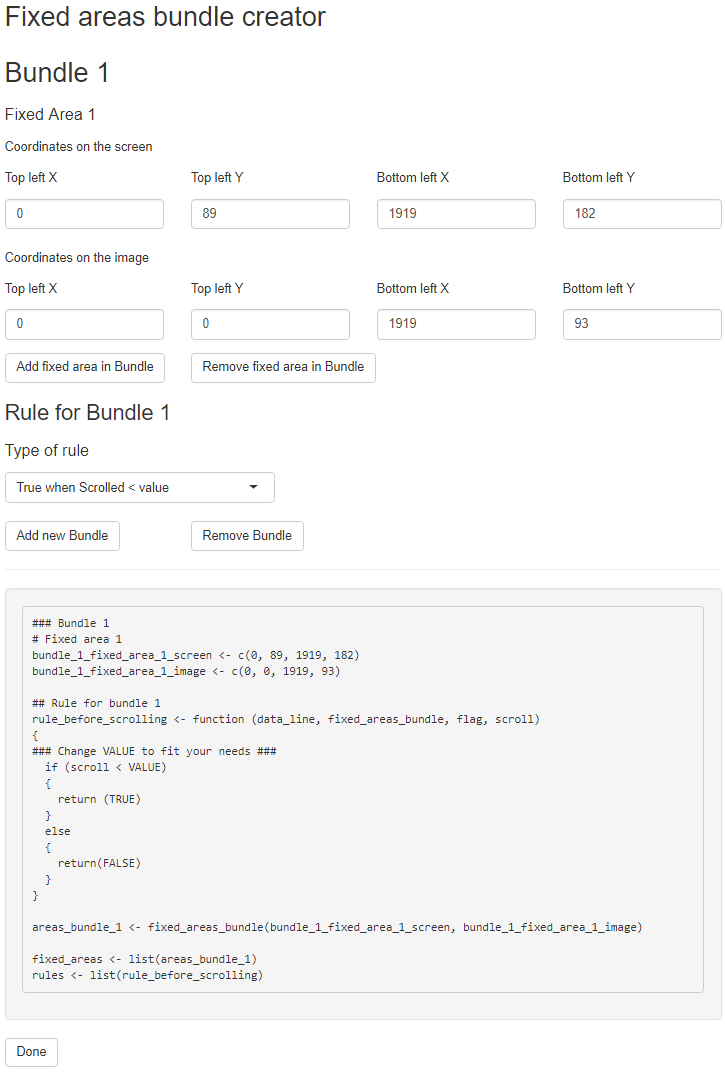 Fixed areas bundle creator
Bundle 1
Fixed Area 1
Coordinates on the screen
Top left X Top left Y Bottom left X Bottom left Y
0 89 1919 182
Coordinates on the image
Top left X Top left Y Bottom left X Bottom left Y
0 0 1919 93
Add fixed area in Bundle Remove fixed area in Bundle
Rule for Bundle 1
Type of rule
True when Scrolled < value
Add new Bundle Remove Bundle
### Bundle 1
# Fixed area 1
bundle_1_fixed_area_1_screen <- c(0, 89, 1919, 182)
bundle_1_fixed_area_1_image <- c(0, 0, 1919, 93)
## Rule for bundle 1
rule_before_scrolling <- function (data_line, fixed_areas_bundle, flag, scroll)
{
### Change VALUE to fit your needs ###
  if (scroll < VALUE)
  {
    return (TRUE)
  }
  else
  {
    return(FALSE)
  }
}
areas_bundle_1 <- fixed_areas_bundle(bundle_1_fixed_area_1_screen, bundle_1_fixed_area_1_image)
fixed_areas <- list(areas_bundle_1)
rules <- list(rule_before_scrolling)
Done